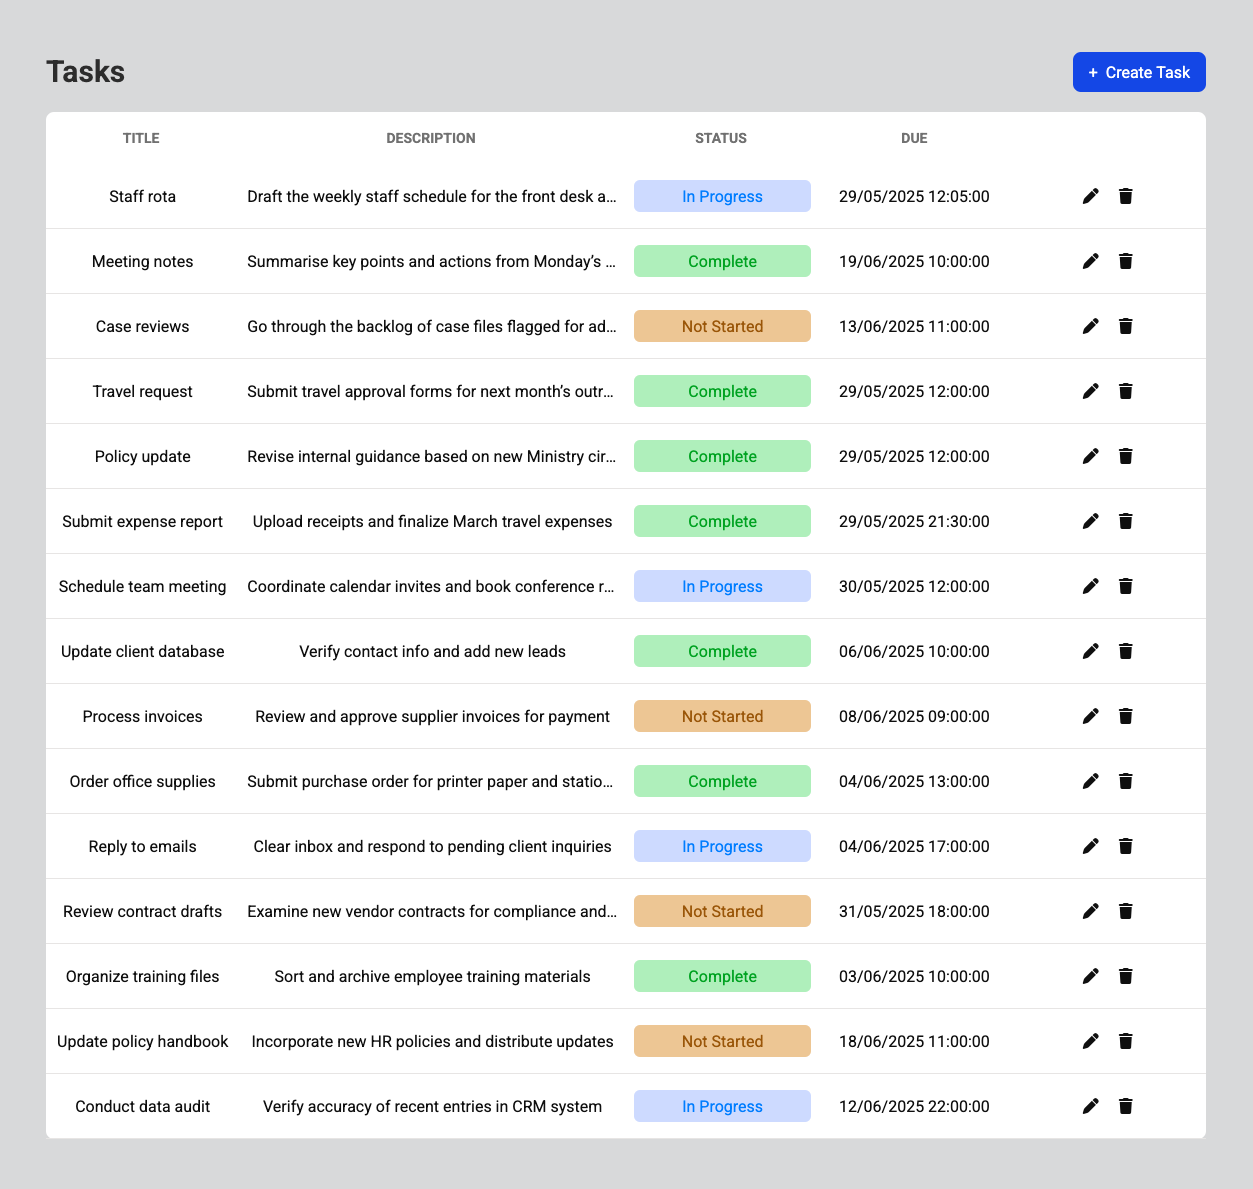 Tasks
+ Create Task
TITLE DESCRIPTION STATUS DUE
Staff rota Draft the weekly staff schedule for the front desk a... In Progress 29/05/2025 12:05:00
Meeting notes Summarise key points and actions from Monday’s ... Complete 19/06/2025 10:00:00
Case reviews Go through the backlog of case files flagged for ad... Not Started 13/06/2025 11:00:00
Travel request Submit travel approval forms for next month’s outr... Complete 29/05/2025 12:00:00
Policy update Revise internal guidance based on new Ministry cir... Complete 29/05/2025 12:00:00
Submit expense report Upload receipts and finalize March travel expenses Complete 29/05/2025 21:30:00
Schedule team meeting Coordinate calendar invites and book conference r... In Progress 30/05/2025 12:00:00
Update client database Verify contact info and add new leads Complete 06/06/2025 10:00:00
Process invoices Review and approve supplier invoices for payment Not Started 08/06/2025 09:00:00
Order office supplies Submit purchase order for printer paper and statio... Complete 04/06/2025 13:00:00
Reply to emails Clear inbox and respond to pending client inquiries In Progress 04/06/2025 17:00:00
Review contract drafts Examine new vendor contracts for compliance and... Not Started 31/05/2025 18:00:00
Organize training files Sort and archive employee training materials Complete 03/06/2025 10:00:00
Update policy handbook Incorporate new HR policies and distribute updates Not Started 18/06/2025 11:00:00
Conduct data audit Verify accuracy of recent entries in CRM system In Progress 12/06/2025 22:00:00